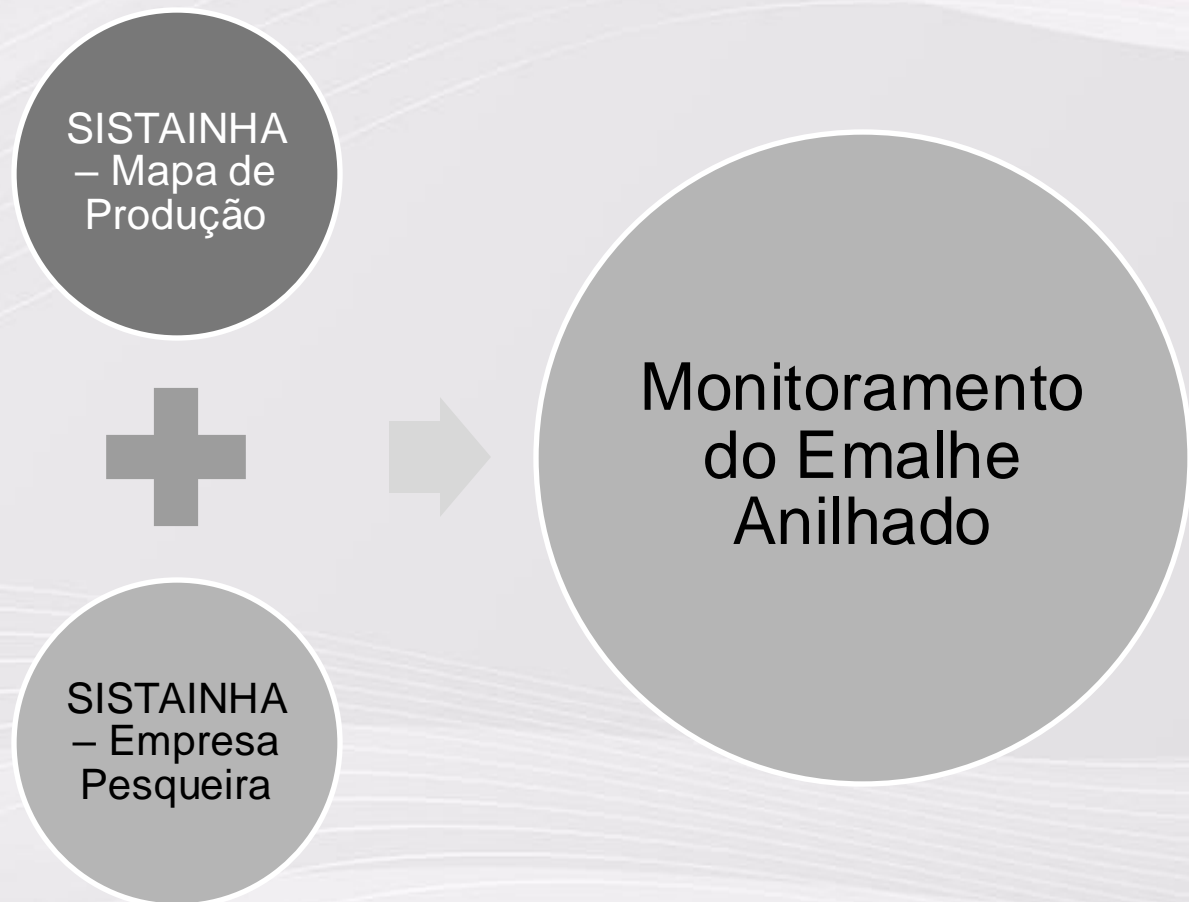 SISTAINHA
– Mapa de
Produção
SISTAINHA
– Empresa
Pesqueira
Monitoramento
do Emalhe
Anilhado